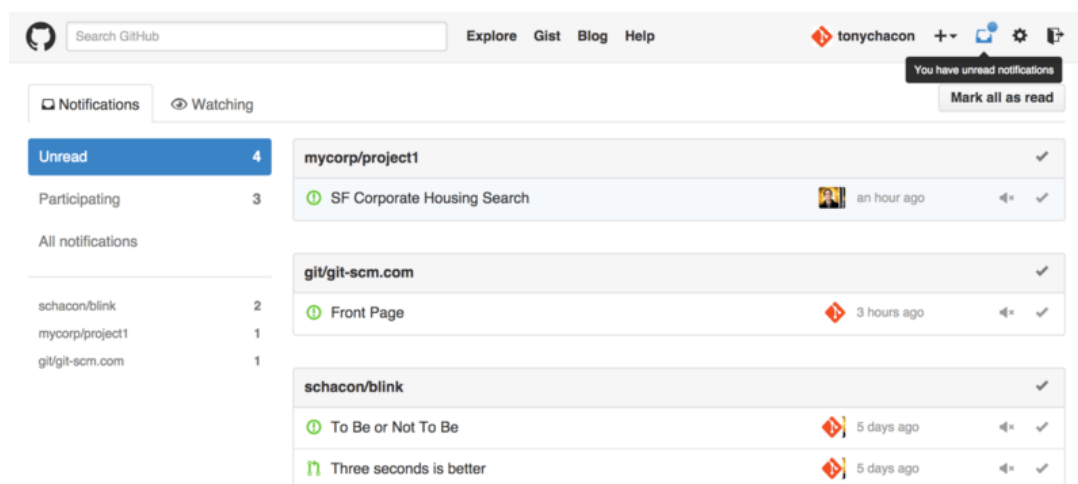 Search GitHub
Explore Gist Blog Help
tonychacon
You have unread notifications
Notifications
Watching
Mark all as read
Unread 4
Participating 3
All notifications
schacon/blink 2
mycorp/project1 1
git/git-scm.com 1
mycorp/project1
SF Corporate Housing Search an hour ago
git/git-scm.com
Front Page 3 hours ago
schacon/blink
To Be or Not To Be 5 days ago
Three seconds is better 5 days ago